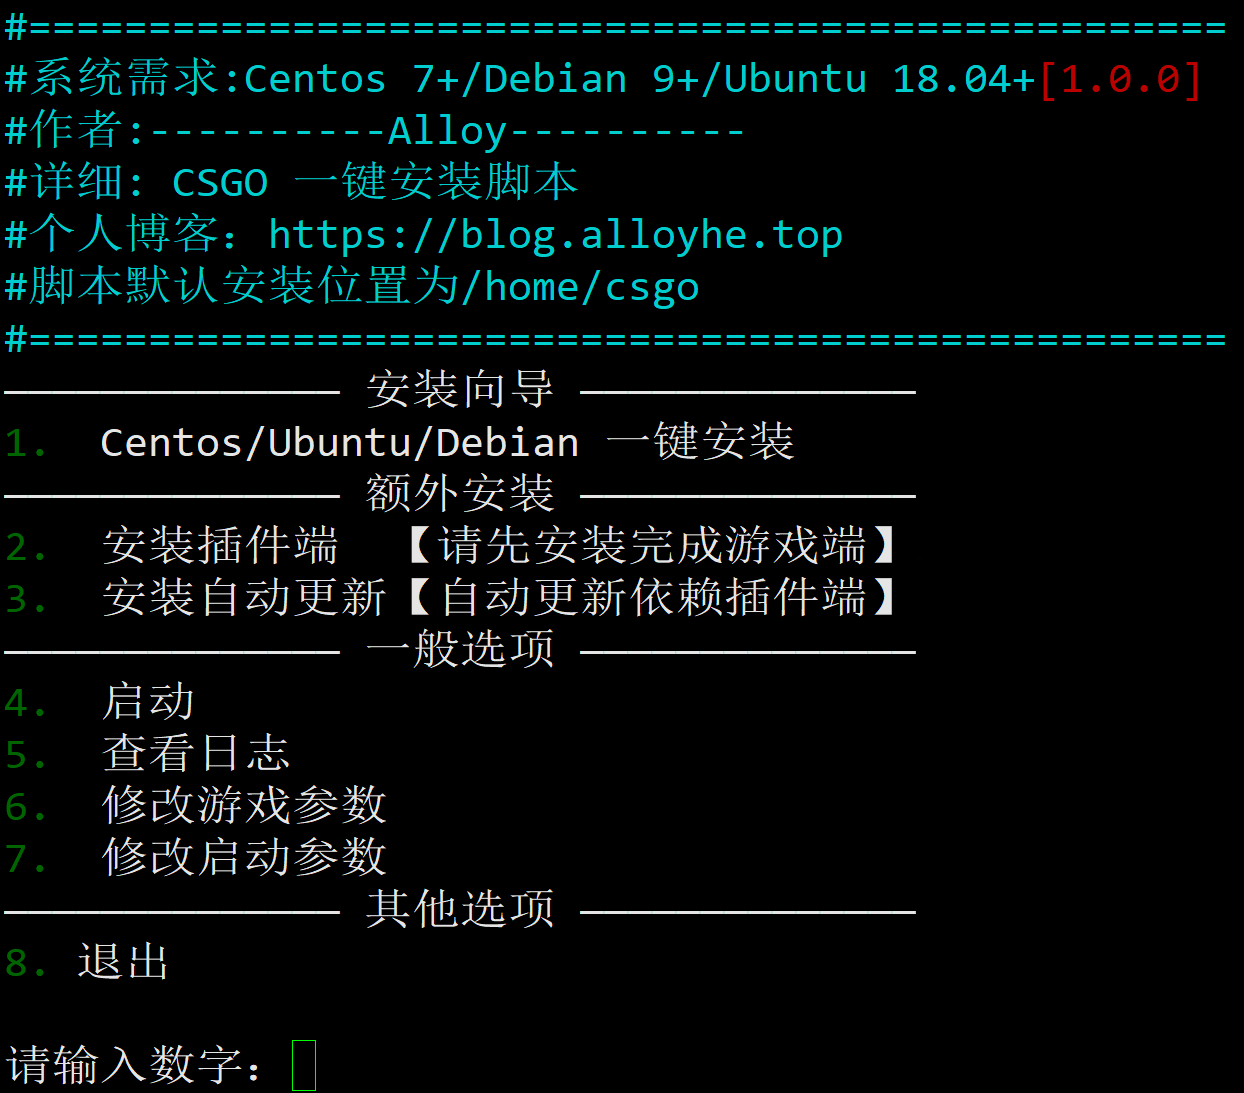 #==================================================
#系统需求:Centos 7+/Debian 9+/Ubuntu 18.04+[1.0.0]
#作者:----------Alloy----------
#详细: CSGO 一键安装脚本
#个人博客：https://blog.alloyhe.top
#脚本默认安装位置为/home/csgo
#==================================================
—————————————— 安装向导 ——————————————
1.  Centos/Ubuntu/Debian 一键安装
—————————————— 额外安装 ——————————————
2.  安装插件端  【请先安装完成游戏端】
3.  安装自动更新【自动更新依赖插件端】
—————————————— 一般选项 ——————————————
4.  启动
5.  查看日志
6.  修改游戏参数
7.  修改启动参数
—————————————— 其他选项 ——————————————
8. 退出
请输入数字：